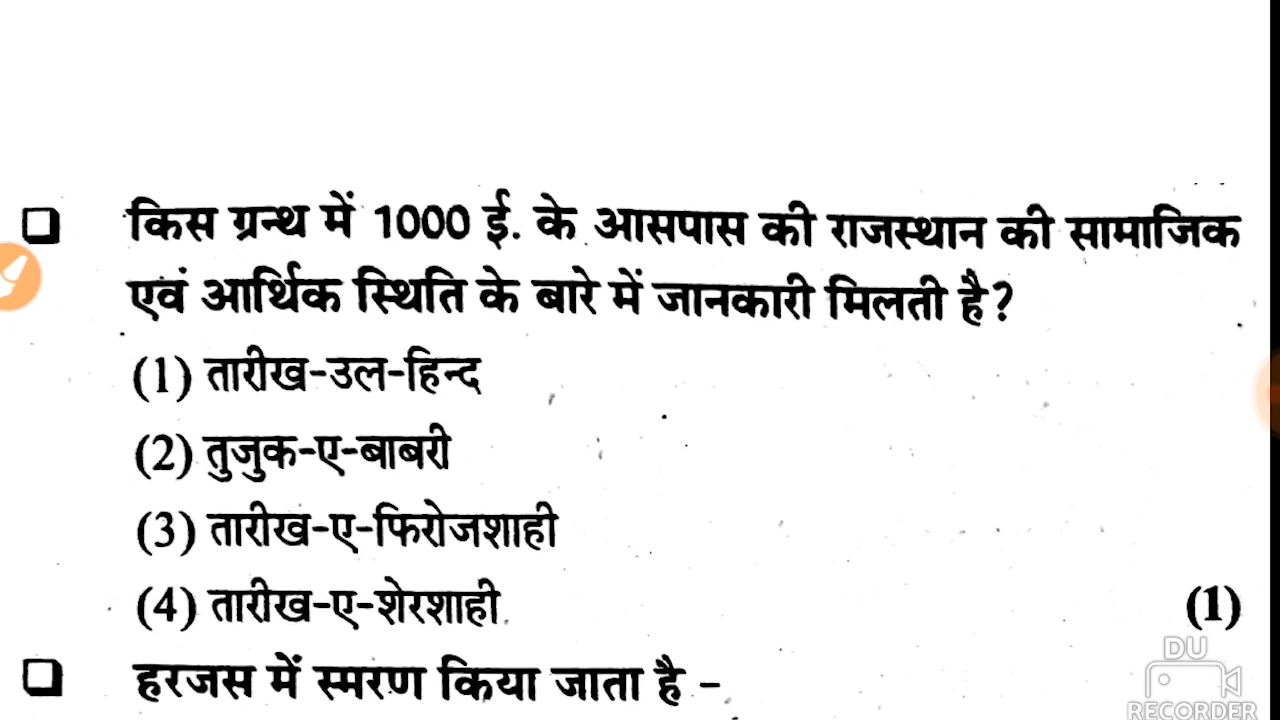 किस ग्रन्थ में 1000 ई. के आसपास की राजस्थान की सामाजिक
एवं आर्थिक स्थिति के बारे में जानकारी मिलती है?
(1) तारीख-उल-हिन्द
(2) तुजुक-ए-बाबरी
(3) तारीख-ए-फिरोजशाही
(4) तारीख-ए-शेरशाही
(1)
हरजस में स्मरण किया जाता है -
DU
RECORDER